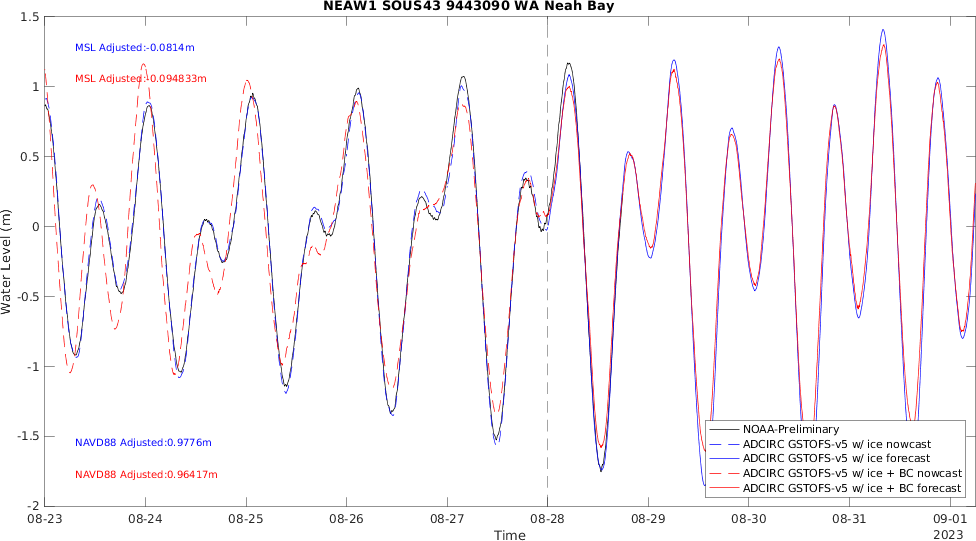 NEAW1 SOUS43 9443090 WA Neah Bay
1.5
1
0.5
0
-0.5
-1
-1.5
-2
Water Level (m)
MSL Adjusted:-0.0814m
MSL Adjusted:-0.094833m
NAVD88 Adjusted:0.9776m
NAVD88 Adjusted:0.96417m
NOAA-Preliminary
ADCIRC GSTOFS-v5 w/ ice nowcast
ADCIRC GSTOFS-v5 w/ ice forecast
ADCIRC GSTOFS-v5 w/ ice + BC nowcast
ADCIRC GSTOFS-v5 w/ ice + BC forecast
08-23 08-24 08-25 08-26 08-27 08-28 08-29 08-30 08-31 09-01
Time
2023